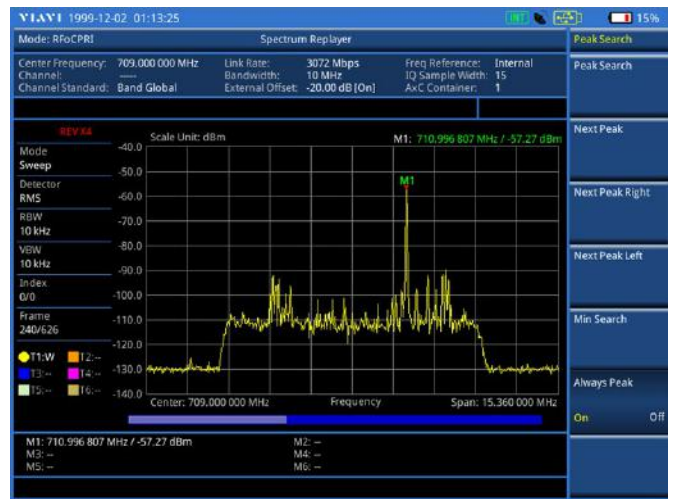 VIAVI 1999-12-02 01:13:25 INT 15%
Mode: RFoCPRI Spectrum Replayer
Peak Search
Center Frequency: 709.000 000 MHz Link Rate: 3072 Mbps Freq Reference: Internal
Channel: ----- Bandwidth: 10 MHz IQ Sample Width: 15
Channel Standard: Band Global External Offset: -20.00 dB [On] AxC Container: 1
Peak Search
Next Peak
Next Peak Right
Next Peak Left
Min Search
Always Peak
On Off
REV X4
Mode
Sweep
Detector
RMS
RBW
10 kHz
VBW
10 kHz
Index
0/0
Frame
240/626
T1:W T2:--
T3:-- T4:--
T5:-- T6:--
Scale Unit: dBm M1: 710.996 807 MHz / -57.27 dBm
M1
-40.0
-50.0
-60.0
-70.0
-80.0
-90.0
-100.0
-110.0
-120.0
-130.0
-140.0
Center: 709.000 000 MHz Frequency Span: 15.360 000 MHz
M1: 710.996 807 MHz / -57.27 dBm M2: --
M3: -- M4: --
M5: -- M6: --